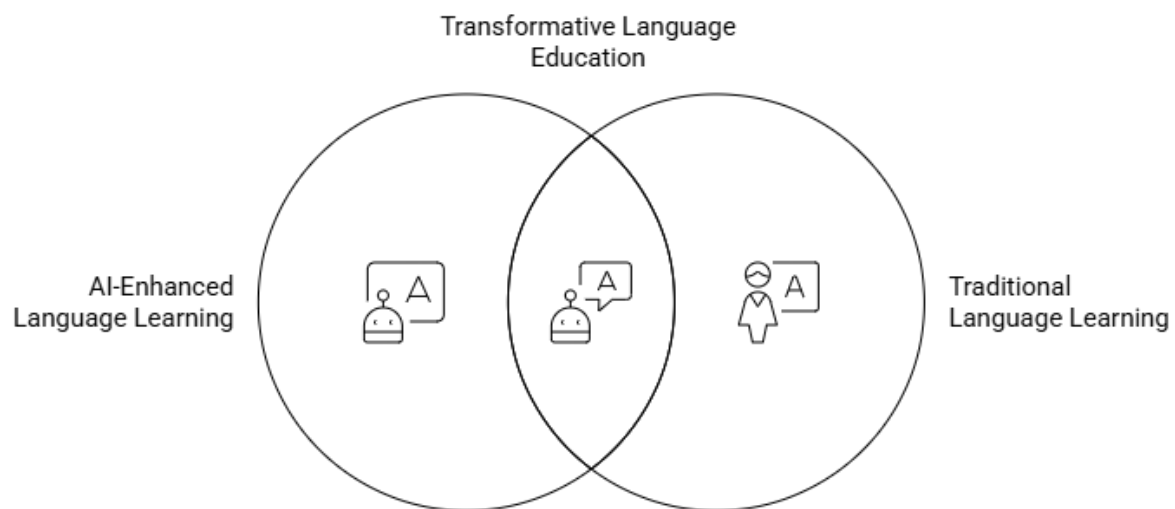 Transformative Language
Education
AI-Enhanced
Language Learning
A
A
A
Traditional
Language Learning